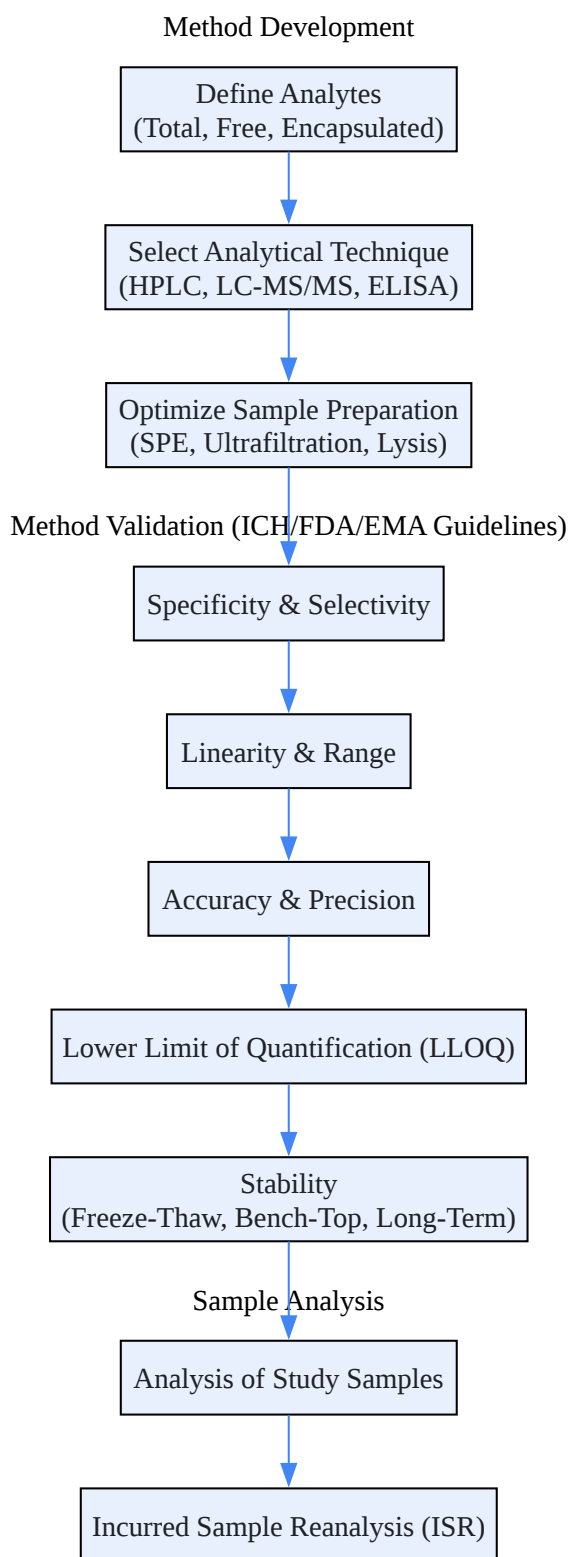 Method Development
Define Analytes
(Total, Free, Encapsulated)
Select Analytical Technique
(HPLC, LC-MS/MS, ELISA)
Optimize Sample Preparation
(SPE, Ultrafiltration, Lysis)
Method Validation (ICH/FDA/EMA Guidelines)
Specificity & Selectivity
Linearity & Range
Accuracy & Precision
Lower Limit of Quantification (LLOQ)
Stability
(Freeze-Thaw, Bench-Top, Long-Term)
Sample Analysis
Analysis of Study Samples
Incurred Sample Reanalysis (ISR)